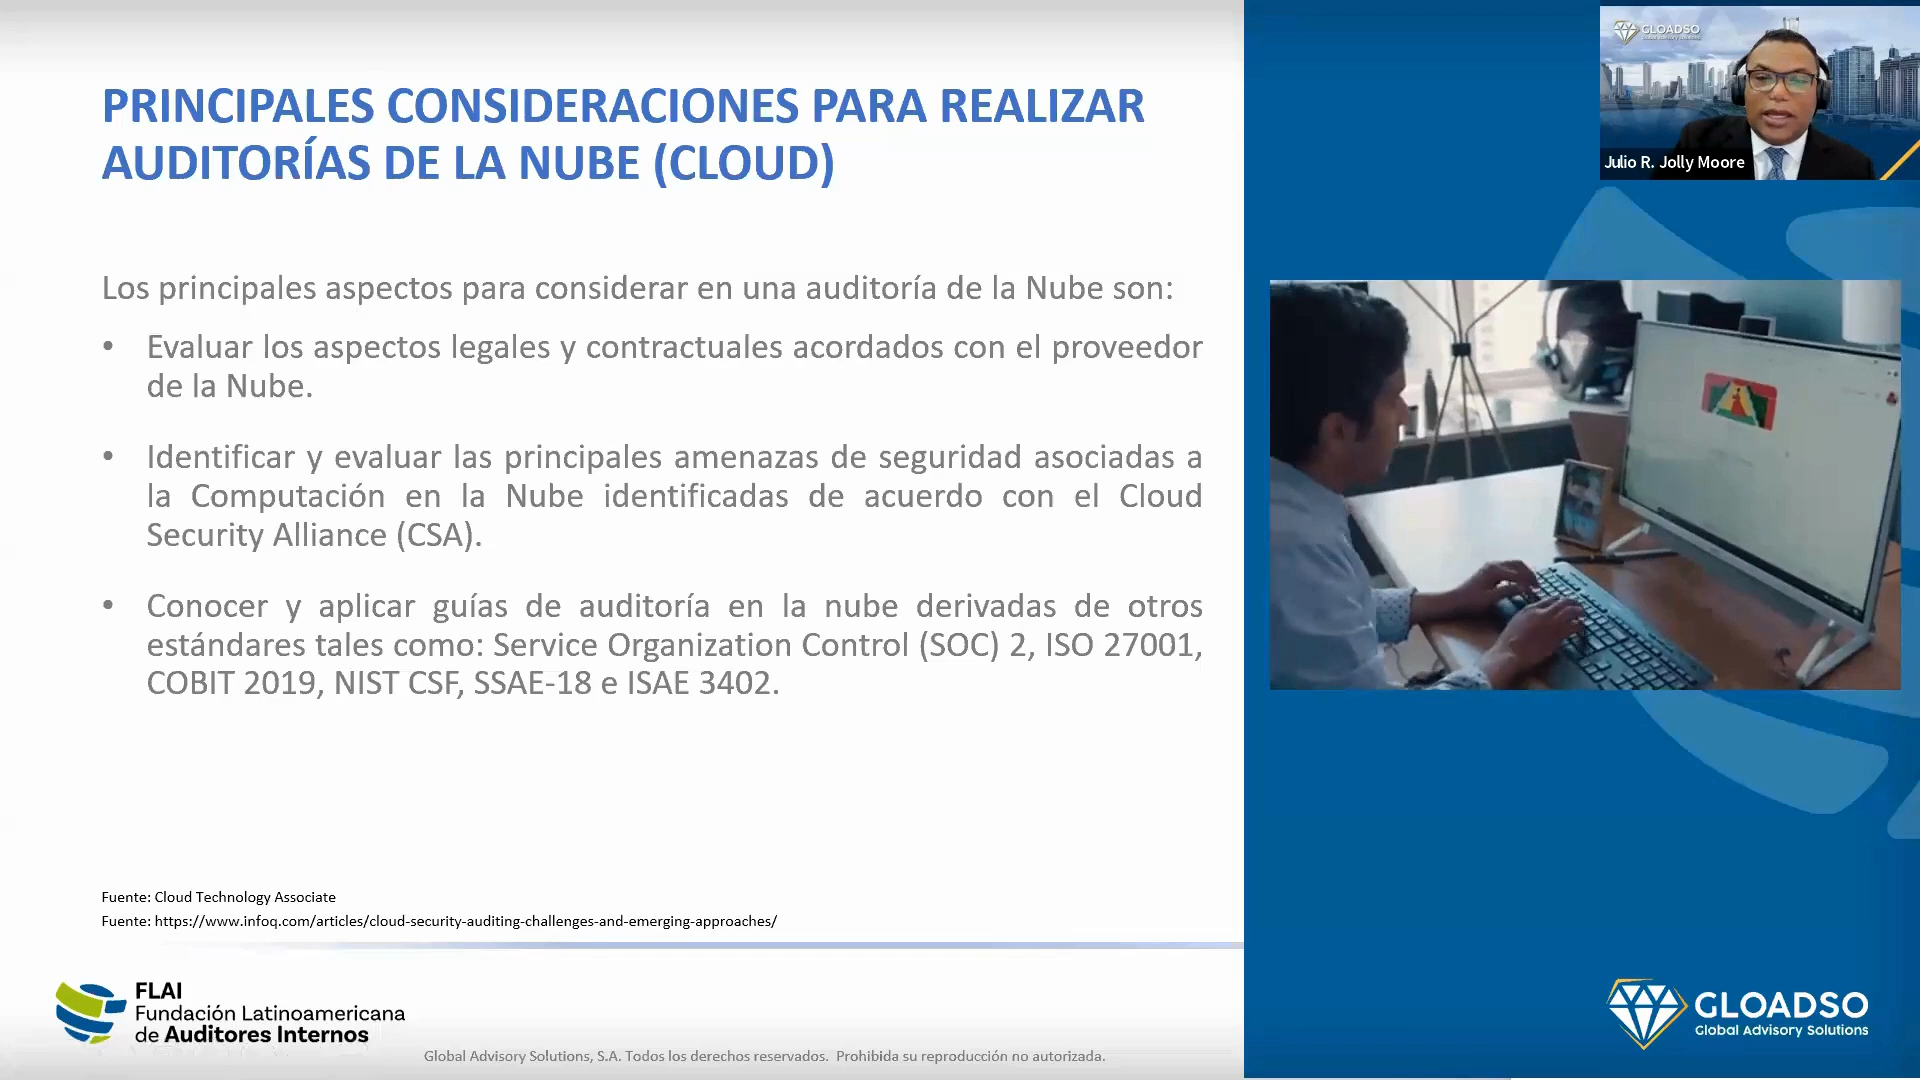 PRINCIPALES CONSIDERACIONES PARA REALIZAR
AUDITORÍAS DE LA NUBE (CLOUD)
Los principales aspectos para considerar en una auditoría de la Nube son:
• Evaluar los aspectos legales y contractuales acordados con el proveedor
de la Nube.
• Identificar y evaluar las principales amenazas de seguridad asociadas a
la Computación en la Nube identificadas de acuerdo con el Cloud
Security Alliance (CSA).
• Conocer y aplicar guías de auditoría en la nube derivadas de otros
estándares tales como: Service Organization Control (SOC) 2, ISO 27001,
COBIT 2019, NIST CSF, SSAE-18 e ISAE 3402.
Fuente: Cloud Technology Associate
Fuente: https://www.infoq.com/articles/cloud-security-auditing-challenges-and-emerging-approaches/
FLAI
Fundación Latinoamericana
de Auditores Internos
Global Advisory Solutions, S.A. Todos los derechos reservados. Prohibida su reproducción no autorizada.
GLOADSO
Julio R. Jolly Moore
GLOADSO
Global Advisory Solutions